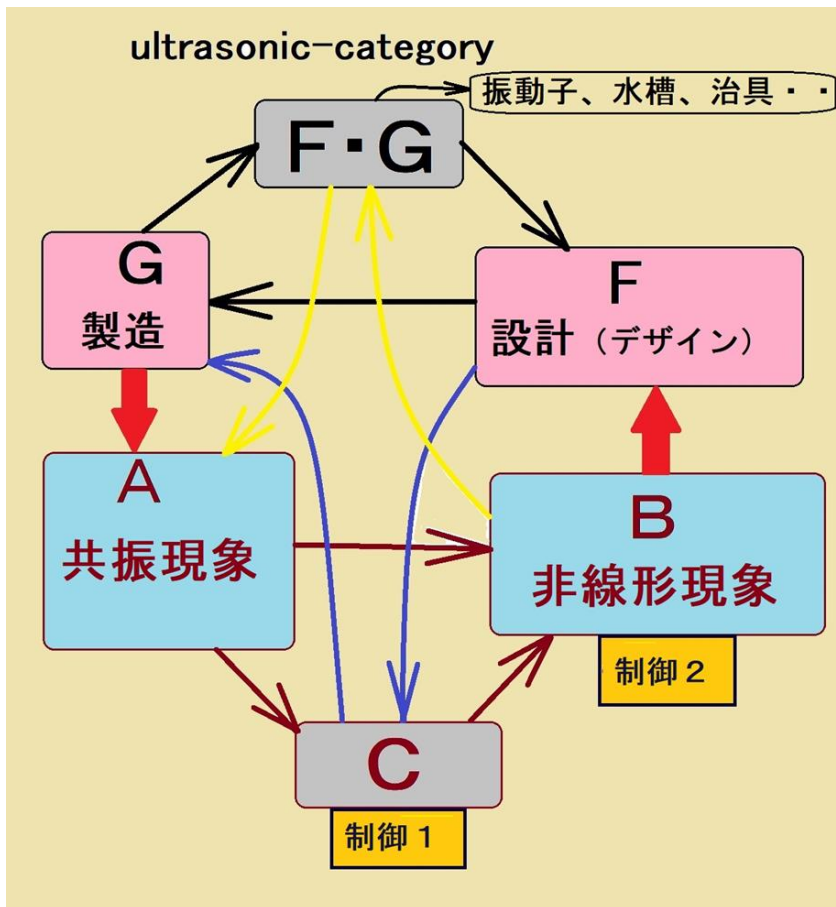 ultrasonic-category
振動子、水槽、治具・・
F・G
G
製造
F
設計（デザイン）
A
共振現象
B
非線形現象
制御２
C
制御１